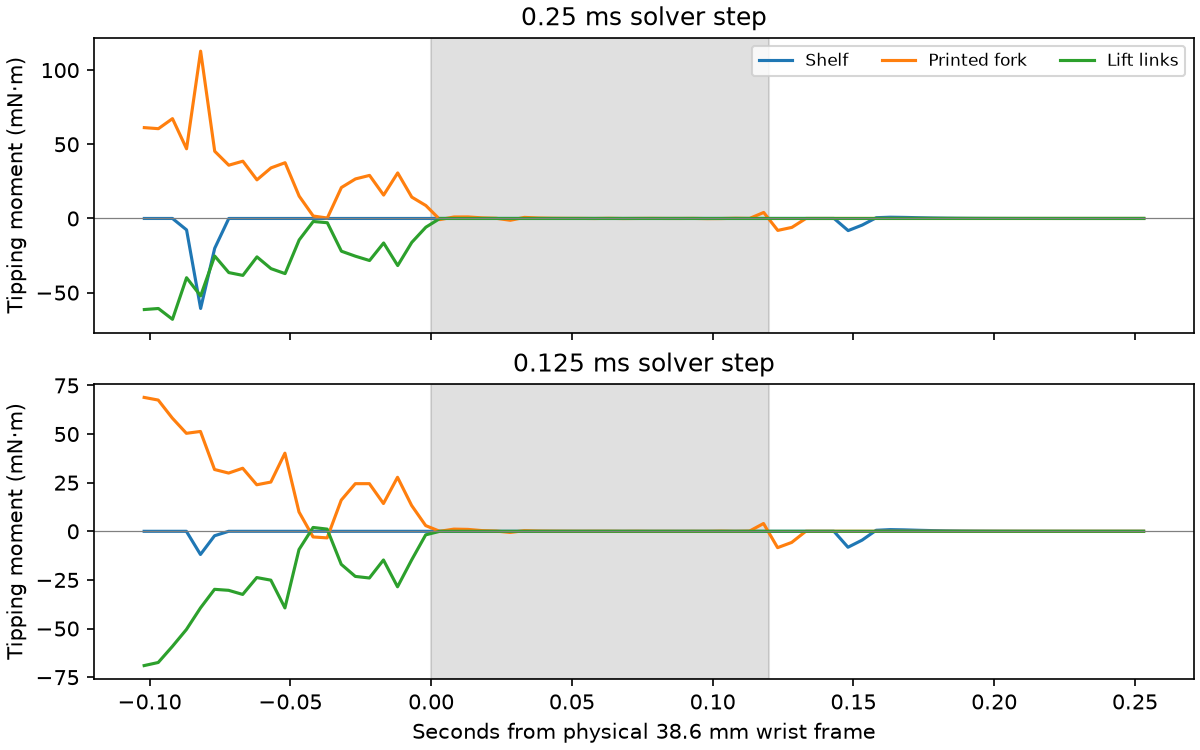 0.25 ms solver step
Tipping moment (mN·m)
100
50
0
−50
Shelf Printed fork Lift links
0.125 ms solver step
Tipping moment (mN·m)
75
50
25
0
−25
−50
−75
−0.10 −0.05 0.00 0.05 0.10 0.15 0.20 0.25
Seconds from physical 38.6 mm wrist frame